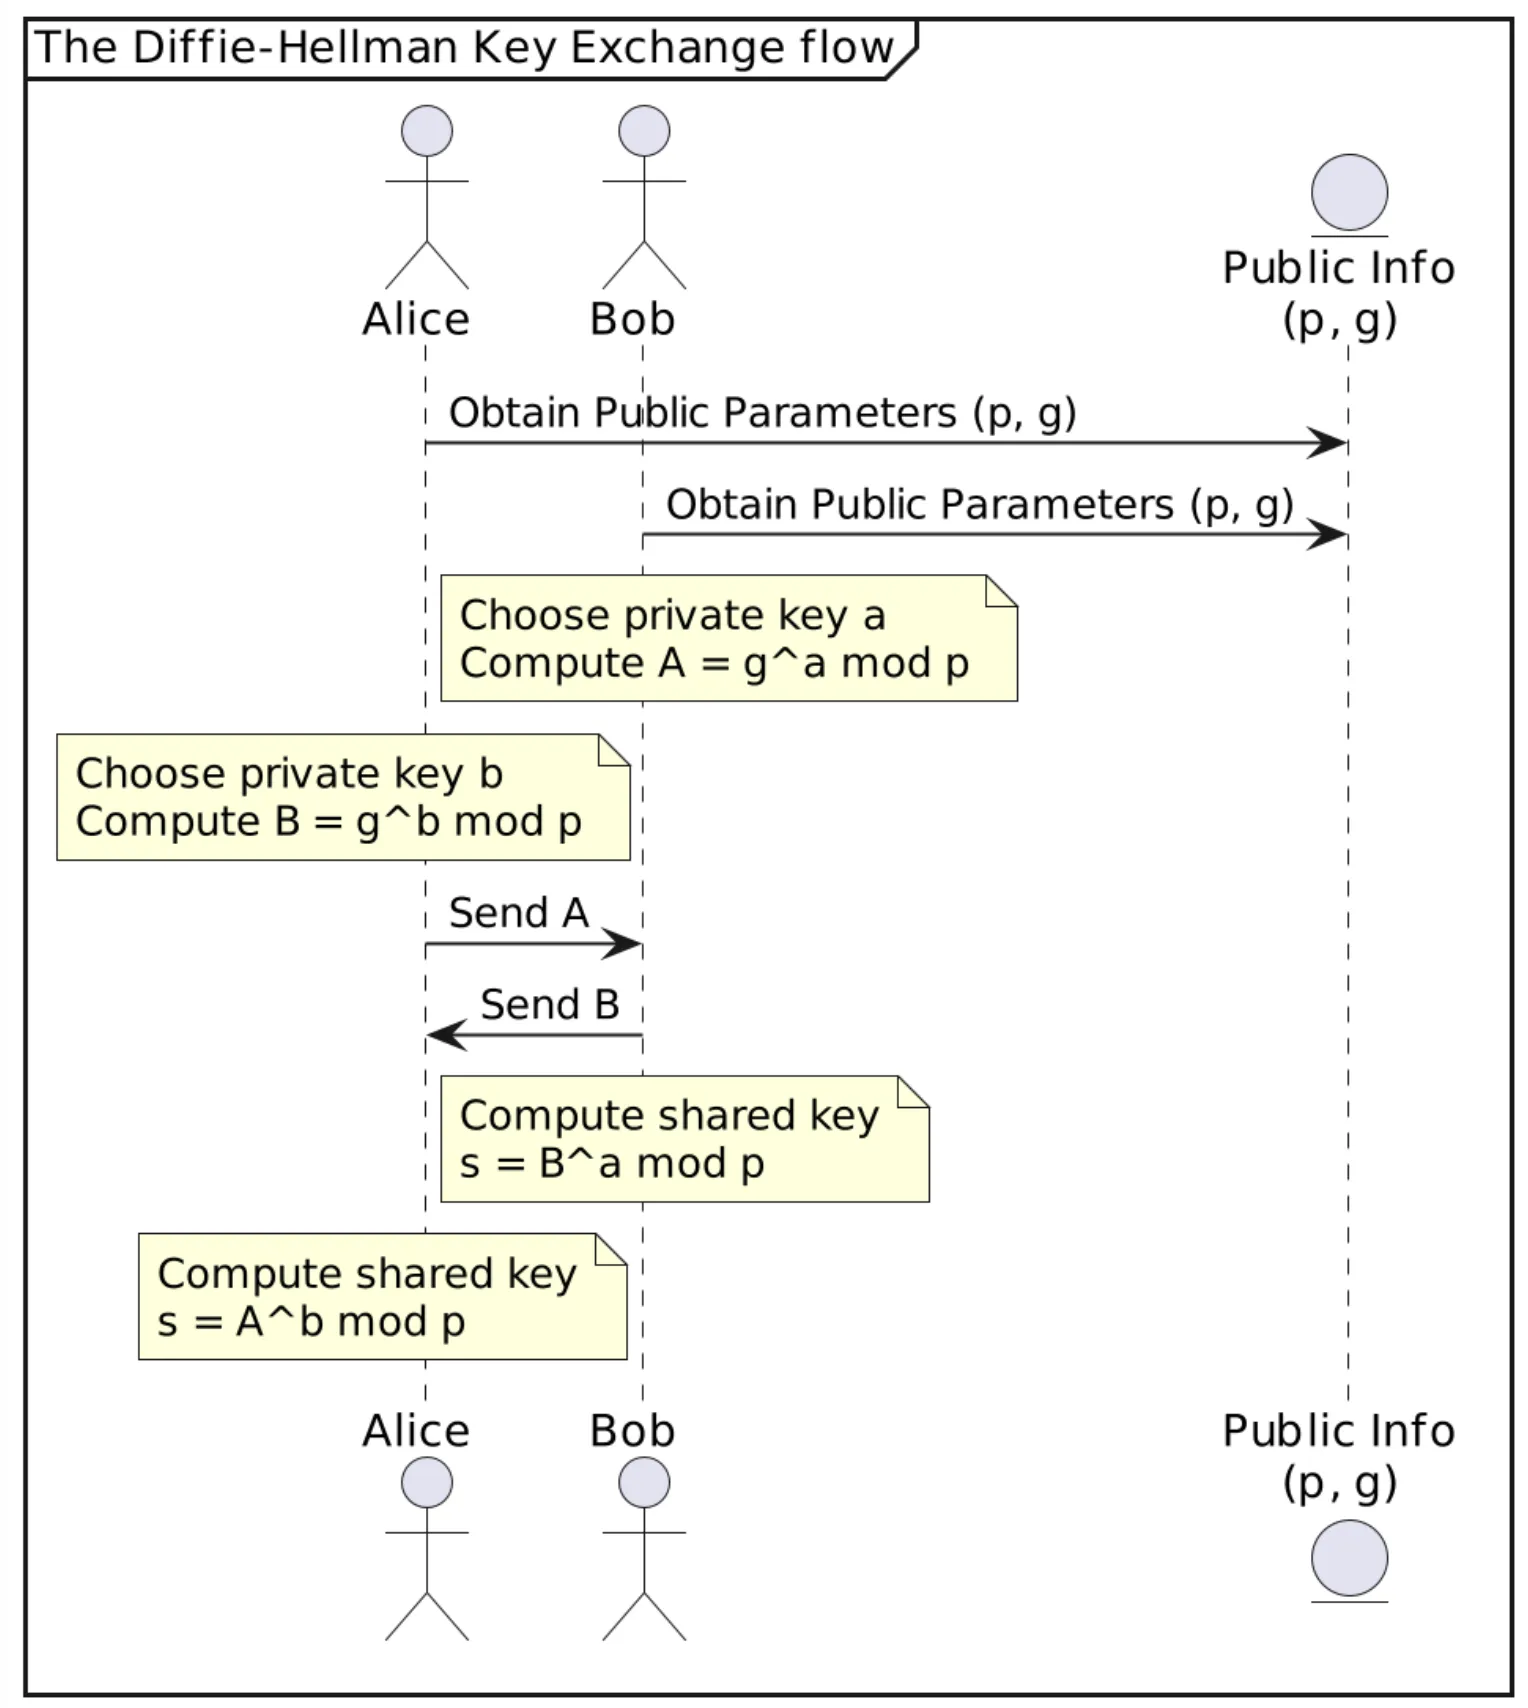 The Diffie-Hellman Key Exchange flow
Alice
Bob
Public Info
(p, g)
Obtain Public Parameters (p, g)
Obtain Public Parameters (p, g)
Choose private key a
Compute A = g^a mod p
Choose private key b
Compute B = g^b mod p
Send A
Send B
Compute shared key
s = B^a mod p
Compute shared key
s = A^b mod p
Alice
Bob
Public Info
(p, g)